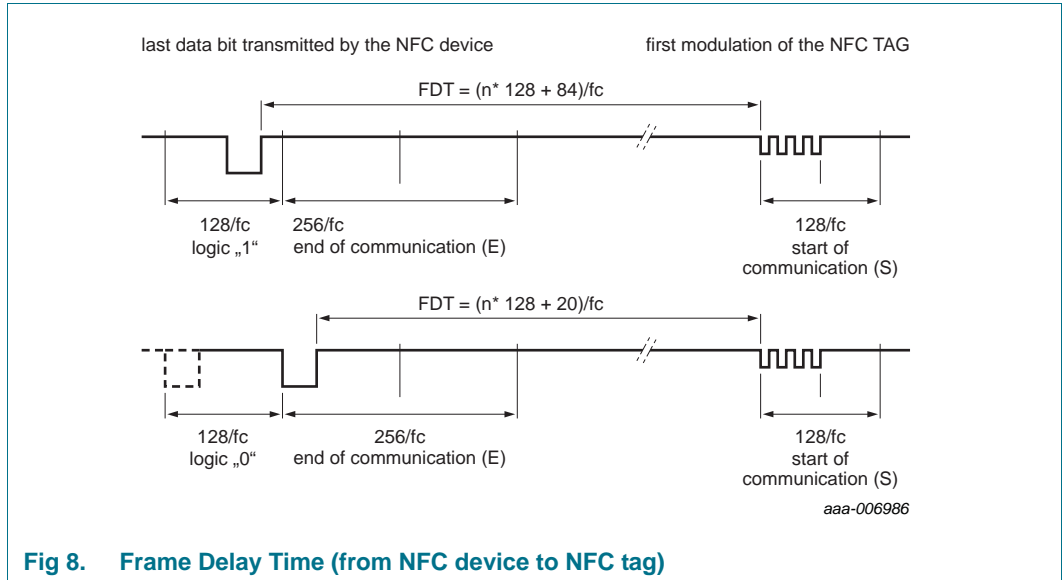 last data bit transmitted by the NFC device first modulation of the NFC TAG
FDT = (n* 128 + 84)/fc
128/fc 256/fc 128/fc
logic „1“ end of communication (E) start of
communication (S)
FDT = (n* 128 + 20)/fc
128/fc 256/fc 128/fc
logic „0“ end of communication (E) start of
communication (S)
aaa-006986
Fig 8. Frame Delay Time (from NFC device to NFC tag)